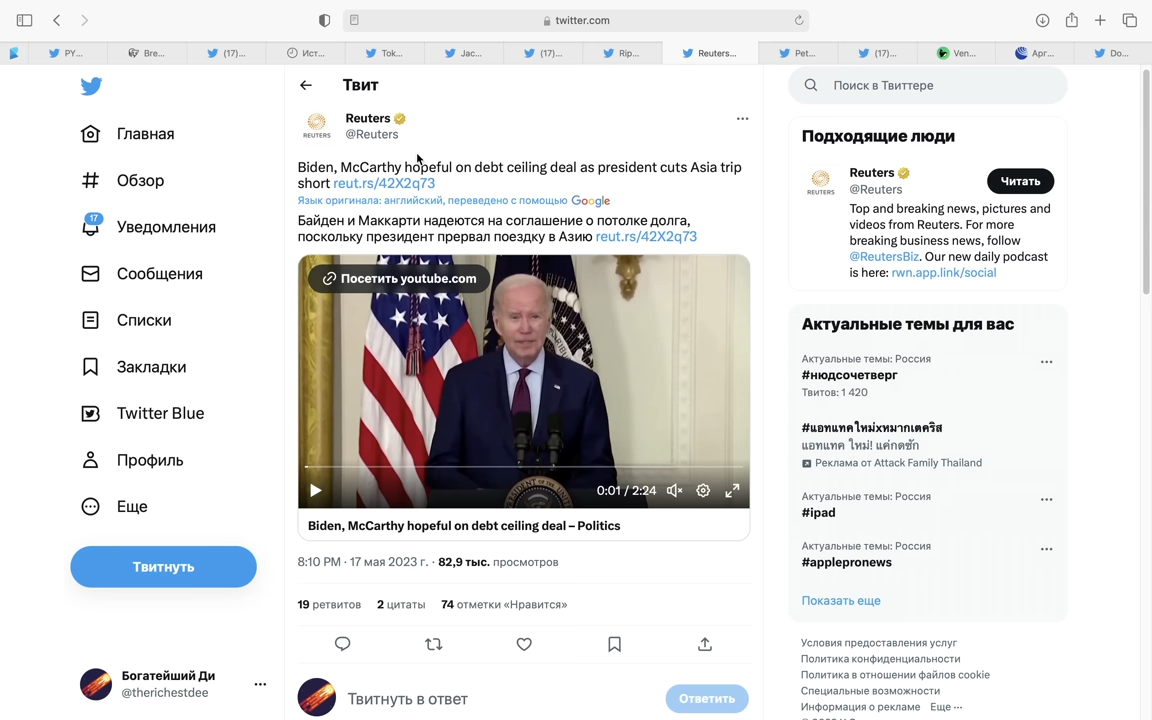 twitter.com
PY...
Bre...
(17)...
Ист...
Tok...
Jac...
(17)...
Rip...
Reuters...
Pet...
(17)...
Ven...
Арг...
Do...
Главная
Обзор
17
Уведомления
Сообщения
Списки
Закладки
Twitter Blue
Профиль
Еще
Твитнуть
Богатейший Ди
@therichestdee
Твит
REUTERS
Reuters
@Reuters
Biden, McCarthy hopeful on debt ceiling deal as president cuts Asia trip
short reut.rs/42X2q73
Язык оригинала: английский, переведено с помощью Google
Байден и Маккарти надеются на соглашение о потолке долга,
поскольку президент прервал поездку в Азию reut.rs/42X2q73
Посетить youtube.com
0:01 / 2:24
Biden, McCarthy hopeful on debt ceiling deal – Politics
8:10 PM · 17 мая 2023 г. · 82,9 тыс. просмотров
19 ретвитов 2 цитаты 74 отметки «Нравится»
Твитнуть в ответ
Ответить
Поиск в Твиттере
Подходящие люди
REUTERS
Reuters
@Reuters
Читать
Top and breaking news, pictures and
videos from Reuters. For more
breaking business news, follow
@ReutersBiz. Our new daily podcast
is here: rwn.app.link/social
Актуальные темы для вас
Актуальные темы: Россия
#нюдсочетверг
Твитов: 1 420
#แอทแทคใหม่xหมากเตคริส
แอทแทค ใหม่! แค่กดซัก
Реклама от Attack Family Thailand
Актуальные темы: Россия
#ipad
Актуальные темы: Россия
#applepronews
Показать еще
Условия предоставления услуг
Политика конфиденциальности
Политика в отношении файлов cookie
Специальные возможности
Информация о рекламе Еще ···